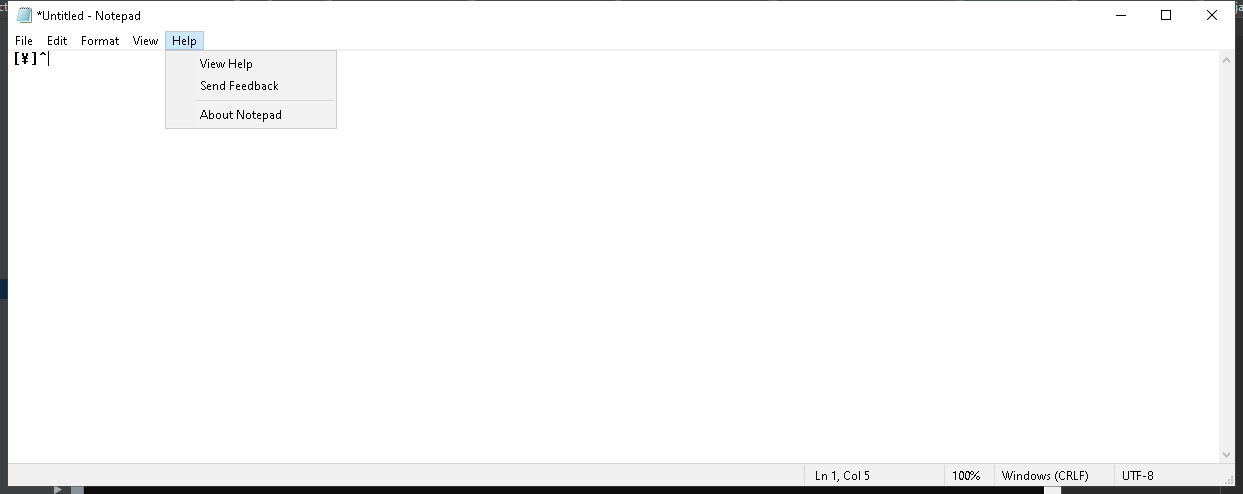 *Untitled - Notepad
File Edit Format View Help
[¥]^
View Help
Send Feedback
About Notepad
Ln 1, Col 5 100% Windows (CRLF) UTF-8